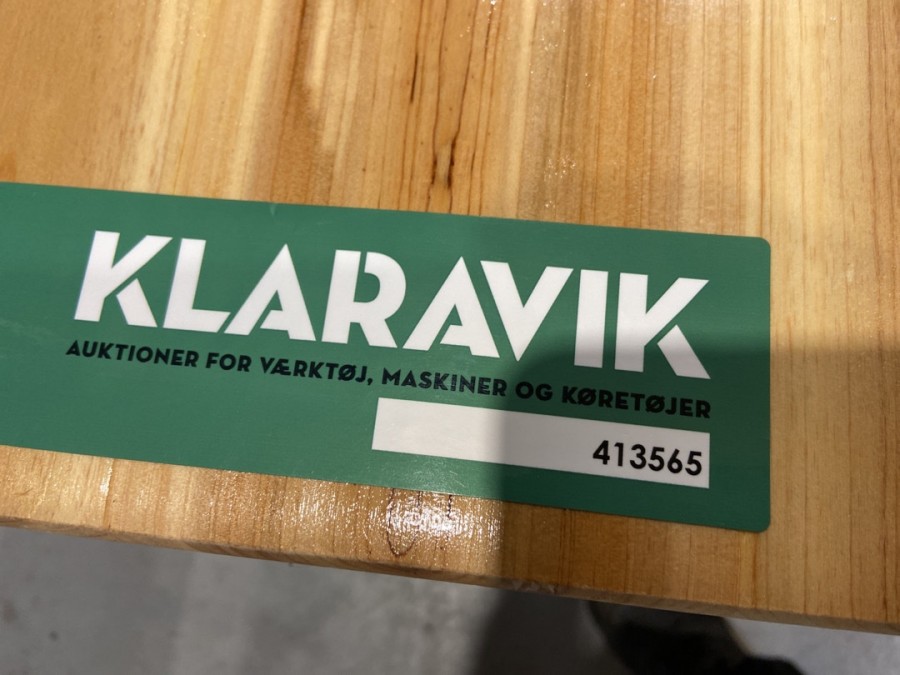 KLARAVIK
AUKTIONER FOR VÆRKTØJ, MASKINER OG KØRETØJER
413565